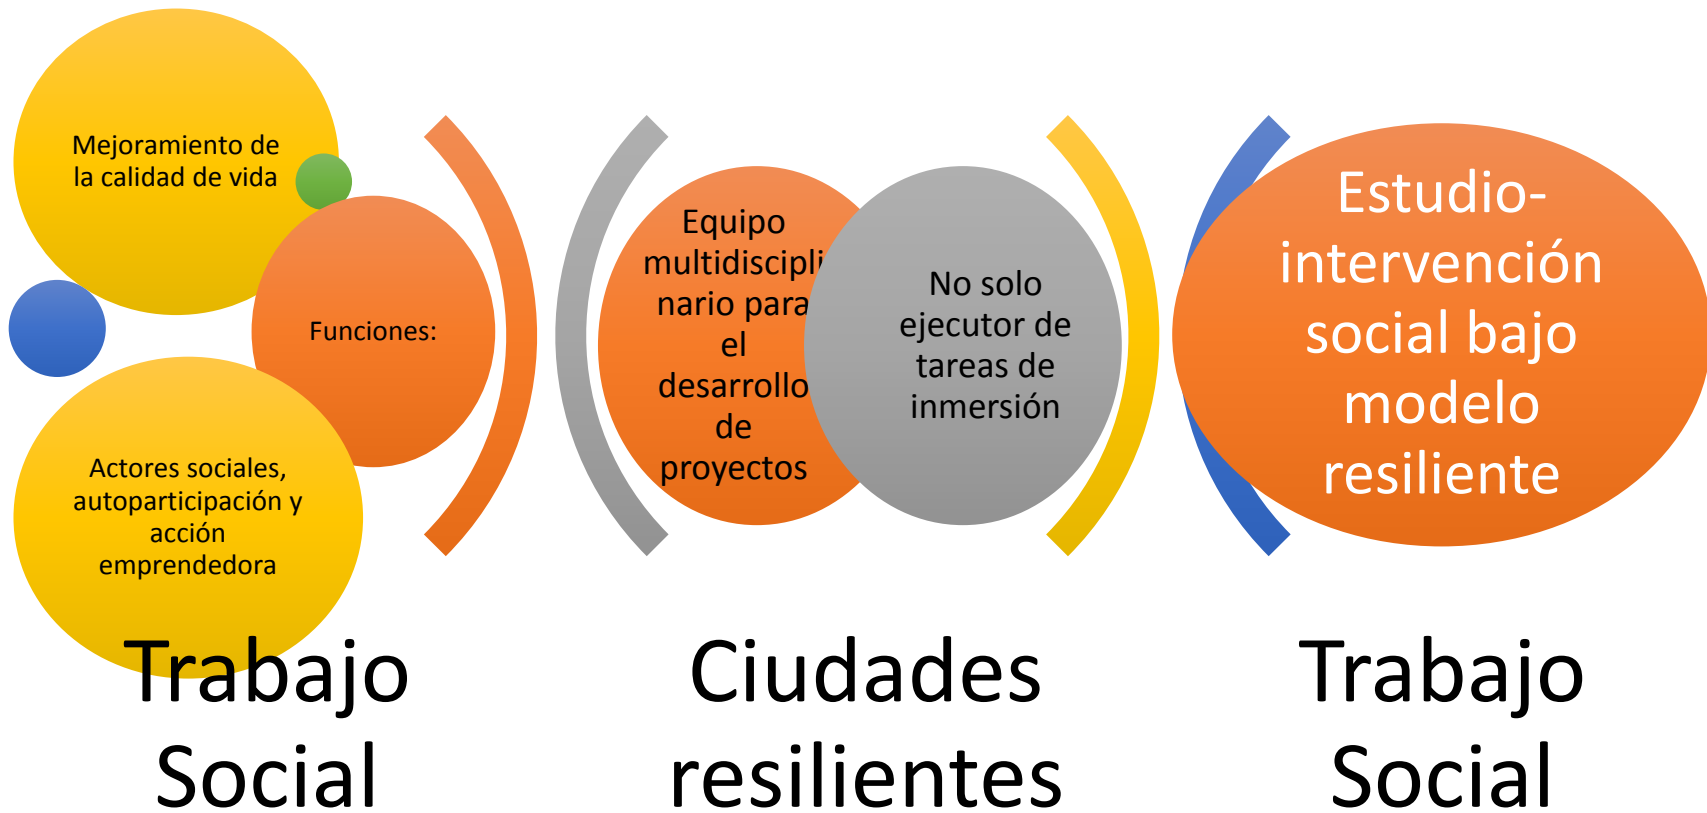 Mejoramiento de
la calidad de vida
Funciones:
Actores sociales,
autoparticipación y
acción
emprendedora
Trabajo
Social
Equipo
multidiscipli
nario para
el
desarrollo
de
proyectos
No solo
ejecutor de
tareas de
inmersión
Ciudades
resilientes
Estudio-
intervención
social bajo
modelo
resiliente
Trabajo
Social